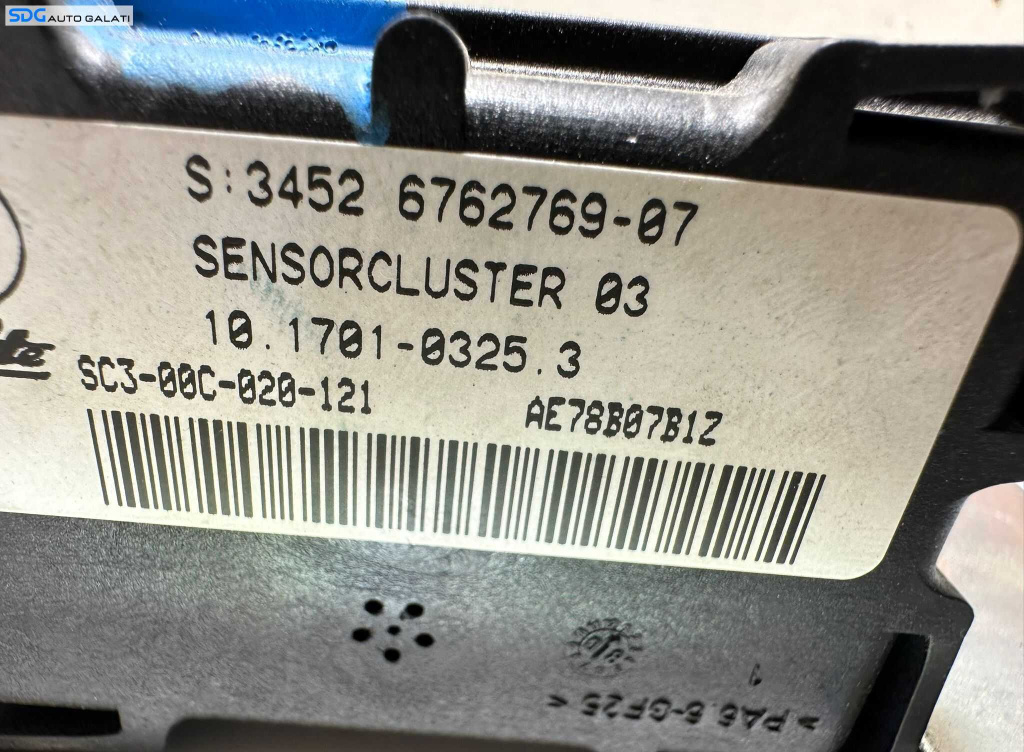 SDG AUTO GALATI
S:3452 6762769-07
SENSORCLUSTER 03
10.1701-0325.3
SC3-00C-020-121
AE78B07B1Z
1
>PA6.6-GF25<